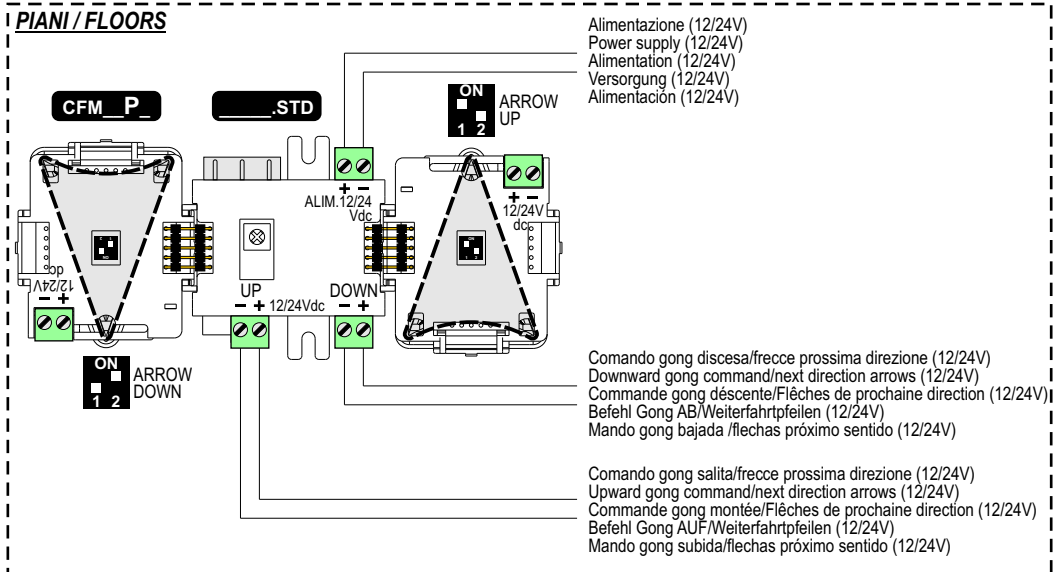 PIANI / FLOORS
Alimentazione (12/24V)
Power supply (12/24V)
Alimentation (12/24V)
Versorgung (12/24V)
Alimentación (12/24V)
CFM__P_
_____.STD
ON
1 2
ARROW
UP
+ −
ALIM.12/24
Vdc
+ −
12/24V
dc
12/24V
dc
− +
UP
− + 12/24Vdc
DOWN
− +
ON
1 2
ARROW
DOWN
Comando gong discesa/frecce prossima direzione (12/24V)
Downward gong command/next direction arrows (12/24V)
Commande gong déscente/Flêches de prochaine direction (12/24V)
Befehl Gong AB/Weiterfahrtpfeilen (12/24V)
Mando gong bajada /flechas próximo sentido (12/24V)
Comando gong salita/frecce prossima direzione (12/24V)
Upward gong command/next direction arrows (12/24V)
Commande gong montée/Flêches de prochaine direction (12/24V)
Befehl Gong AUF/Weiterfahrtpfeilen (12/24V)
Mando gong subida/flechas próximo sentido (12/24V)